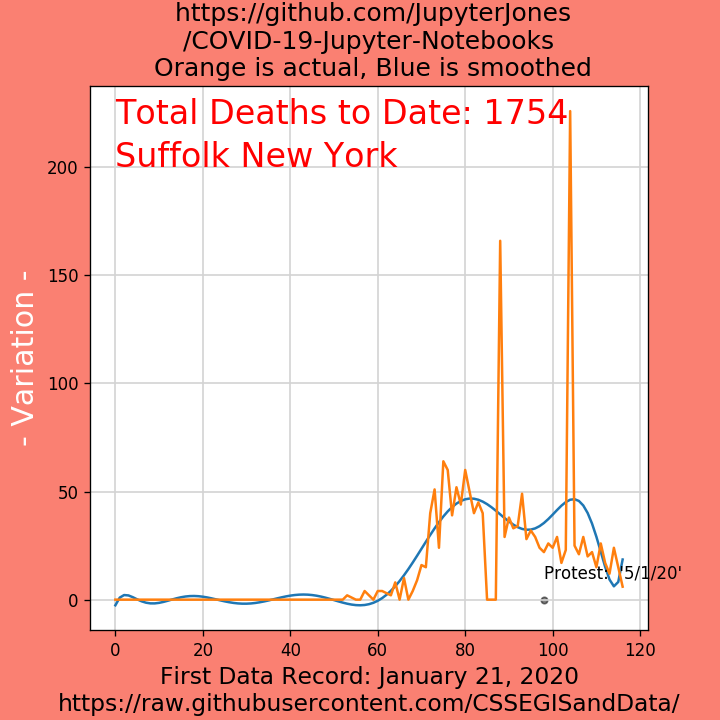 https://github.com/JupyterJones
/COVID-19-Jupyter-Notebooks
Orange is actual, Blue is smoothed
Total Deaths to Date: 1754
Suffolk New York
- Variation -
200
150
100
50
0
Protest: '5/1/20'
0 20 40 60 80 100 120
First Data Record: January 21, 2020
https://raw.githubusercontent.com/CSSEGISandData/